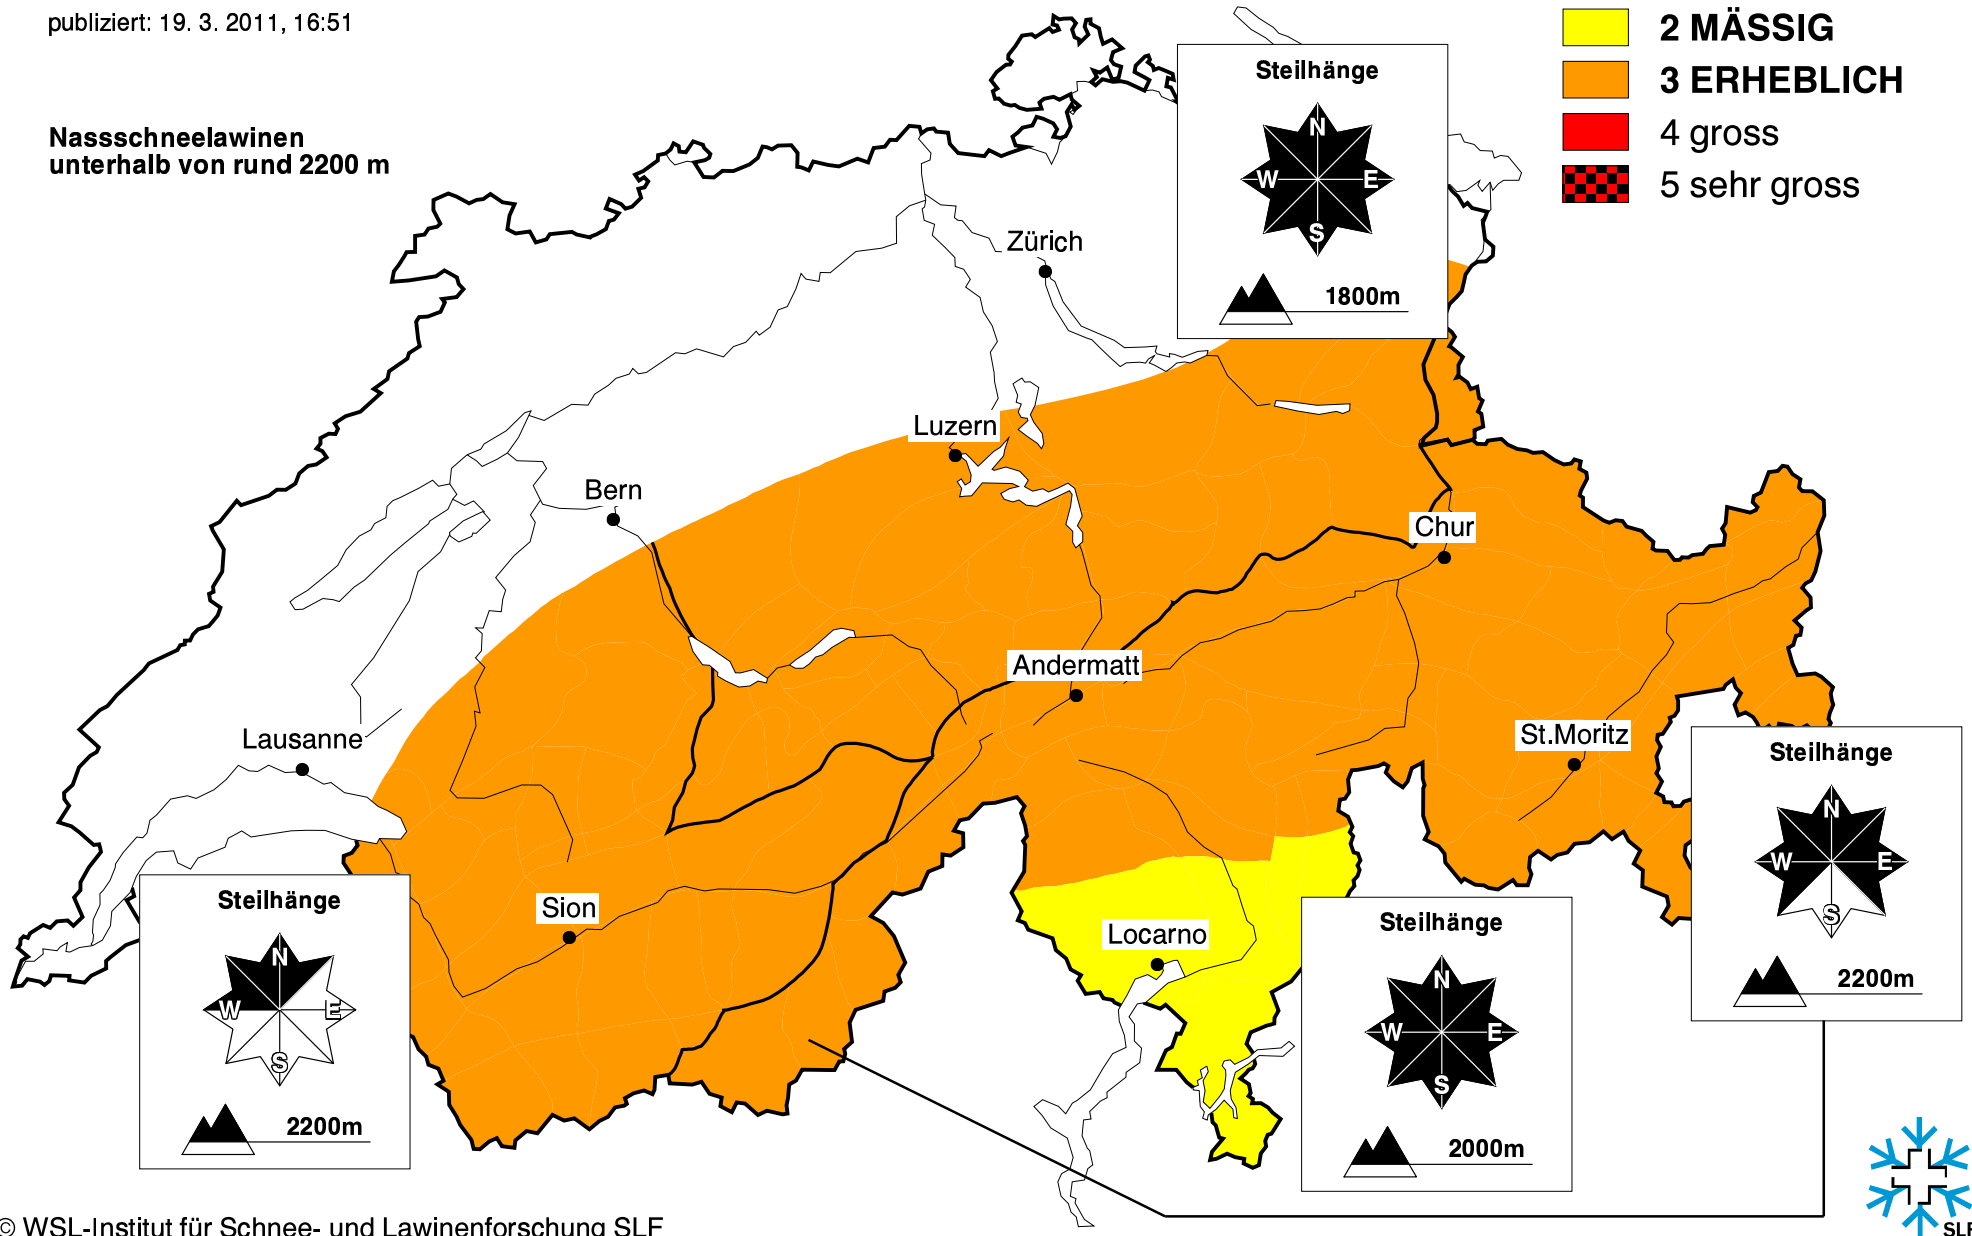 publiziert: 19. 3. 2011, 16:51
2 MÄSSIG
3 ERHEBLICH
4 gross
5 sehr gross
Nassschneelawinen
unterhalb von rund 2200 m
Steilhänge
N
W E
S
1800m
Zürich
Luzern
Bern
Chur
Andermatt
St.Moritz
Lausanne
Sion
Locarno
Steilhänge
N
W E
S
2200m
Steilhänge
N
W E
S
2200m
Steilhänge
N
W E
S
2000m
© WSL-Institut für Schnee- und Lawinenforschung SLF
SLF